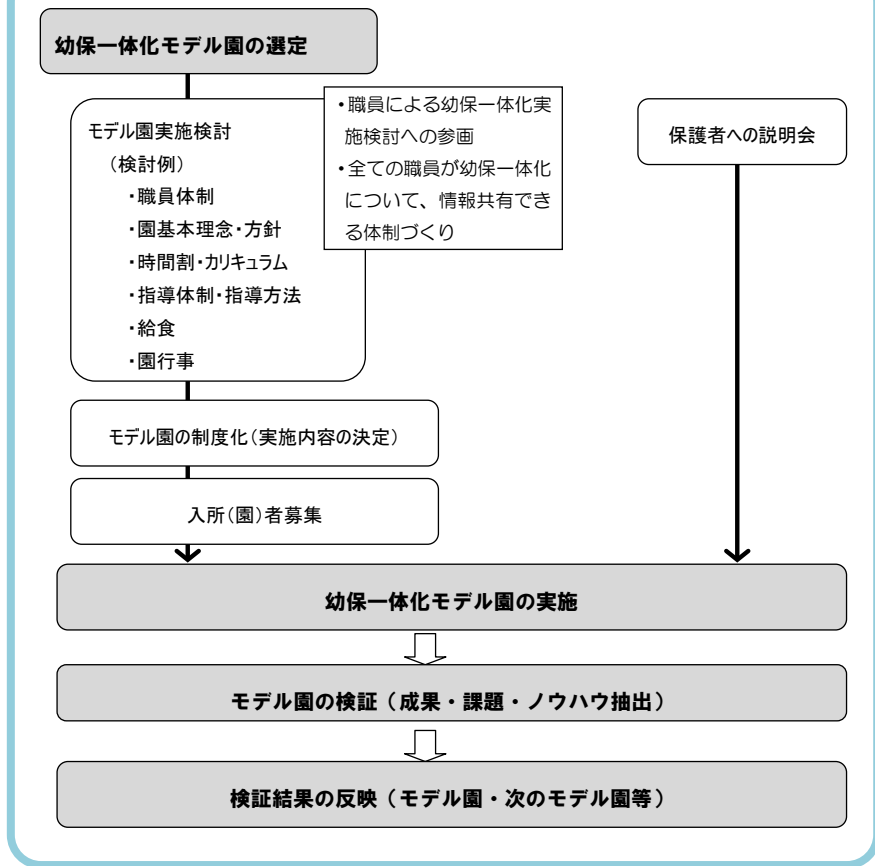 幼保一体化モデル園の選定
モデル園実施検討
（検討例）
・職員体制
・園基本理念・方針
・時間割・カリキュラム
・指導体制・指導方法
・給食
・園行事
・職員による幼保一体化実
施検討への参画
・全ての職員が幼保一体化
について、情報共有でき
る体制づくり
保護者への説明会
モデル園の制度化（実施内容の決定）
入所（園）者募集
幼保一体化モデル園の実施
モデル園の検証（成果・課題・ノウハウ抽出）
検証結果の反映（モデル園・次のモデル園等）